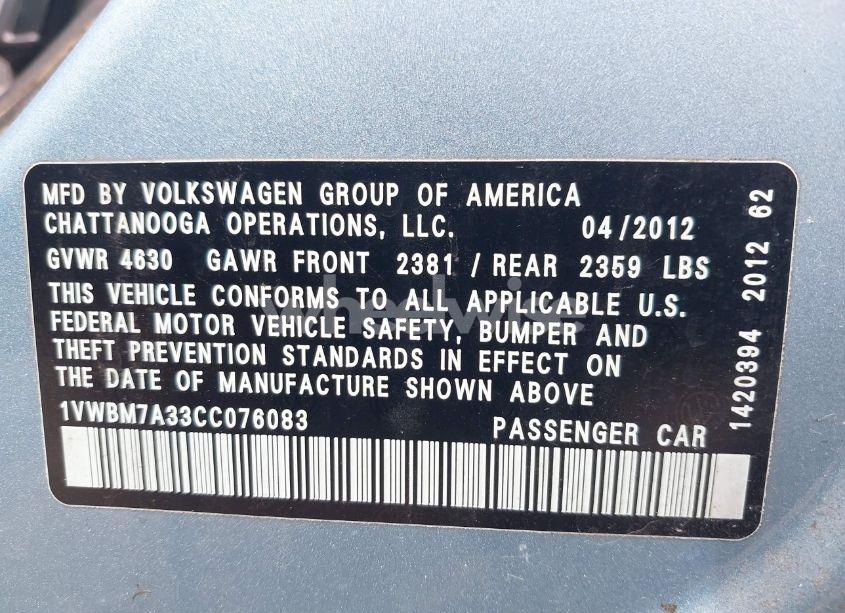 MFD BY VOLKSWAGEN GROUP OF AMERICA
CHATTANOOGA OPERATIONS, LLC. 04/2012
GVWR 4630 GAWR FRONT 2381 / REAR 2359 LBS
THIS VEHICLE CONFORMS TO ALL APPLICABLE U.S.
FEDERAL MOTOR VEHICLE SAFETY, BUMPER AND
THEFT PREVENTION STANDARDS IN EFFECT ON
THE DATE OF MANUFACTURE SHOWN ABOVE
1VWBM7A33CC076083 PASSENGER CAR
1420394 2012 62
wheelwise